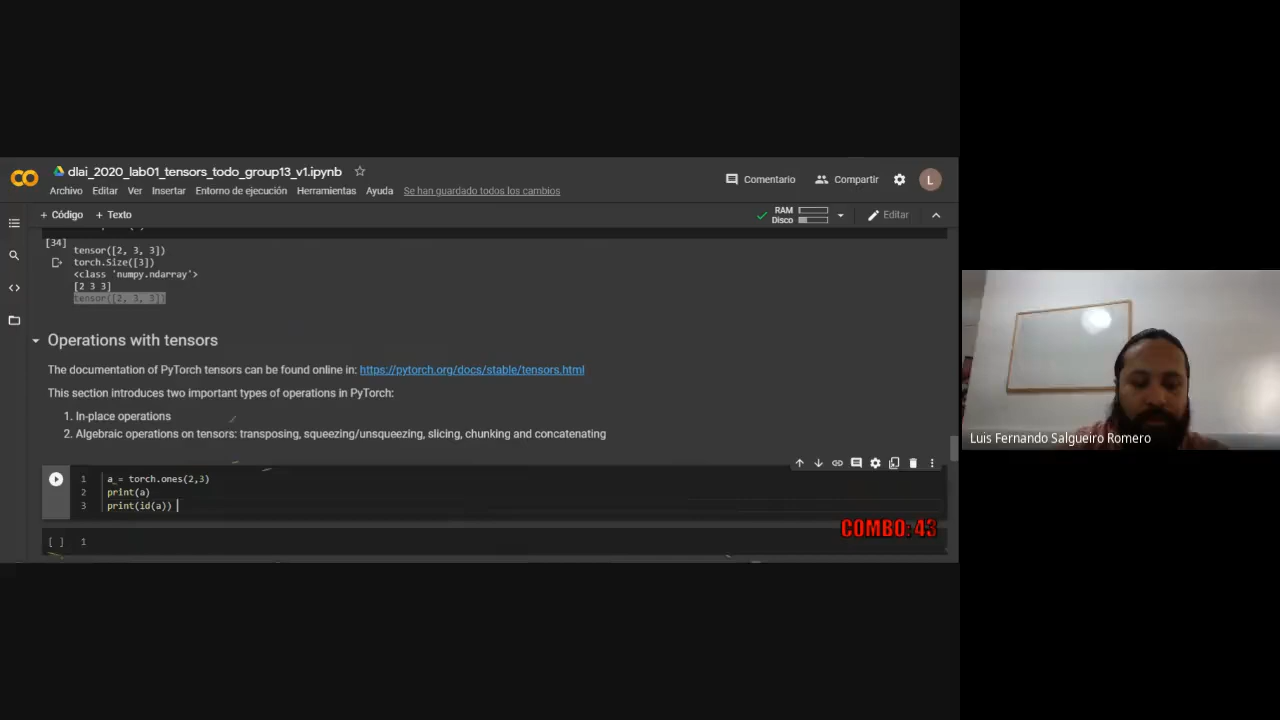 dlai_2020_lab01_tensors_todo_group13_v1.ipynb
Comentario
Compartir
L
Archivo Editar Ver Insertar Entorno de ejecución Herramientas Ayuda Se han guardado todos los cambios
+ Código + Texto
RAM
Disco
Editar
[34]
tensor([2, 3, 3])
torch.Size([3])
<class 'numpy.ndarray'>
[2 3 3]
tensor([2, 3, 3])
Operations with tensors
The documentation of PyTorch tensors can be found online in: https://pytorch.org/docs/stable/tensors.html
This section introduces two important types of operations in PyTorch:
1. In-place operations
2. Algebraic operations on tensors: transposing, squeezing/unsqueezing, slicing, chunking and concatenating
1 a = torch.ones(2,3)
2 print(a)
3 print(id(a))
COMBO: 43
[ ] 1
Luis Fernando Salgueiro Romero